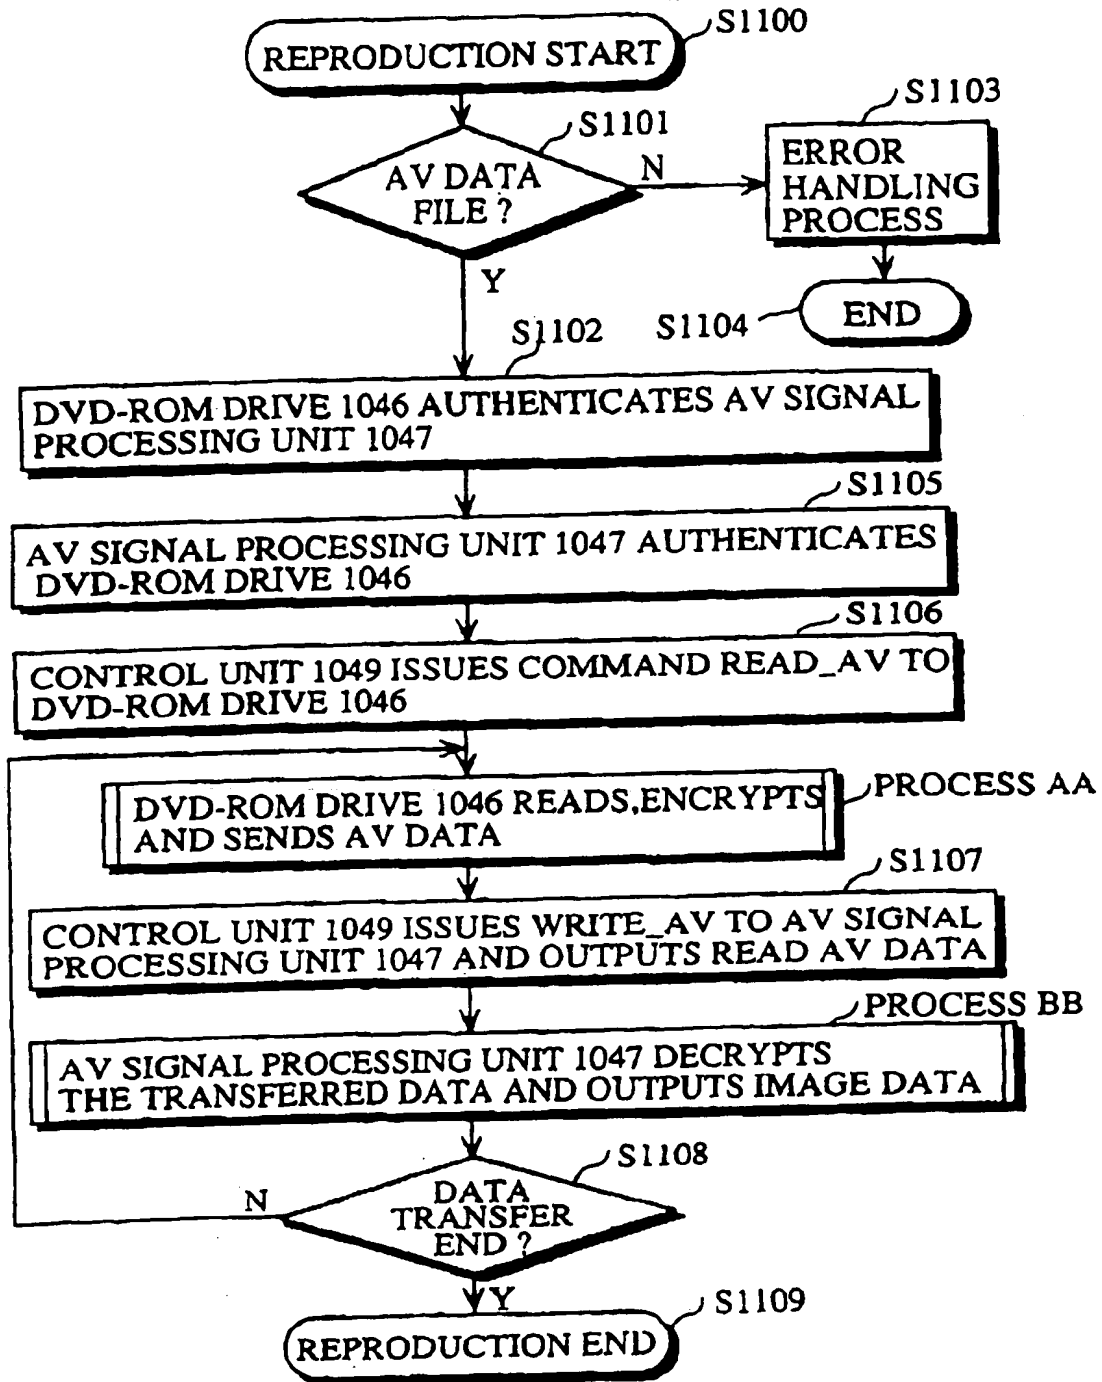 S1100
REPRODUCTION START
S1101
AV DATA
FILE ?
N
S1103
ERROR
HANDLING
PROCESS
Y
S1104
END
S1102
DVD-ROM DRIVE 1046 AUTHENTICATES AV SIGNAL
PROCESSING UNIT 1047
S1105
AV SIGNAL PROCESSING UNIT 1047 AUTHENTICATES
DVD-ROM DRIVE 1046
S1106
CONTROL UNIT 1049 ISSUES COMMAND READ_AV TO
DVD-ROM DRIVE 1046
DVD-ROM DRIVE 1046 READS,ENCRYPTS
AND SENDS AV DATA
PROCESS AA
S1107
CONTROL UNIT 1049 ISSUES WRITE_AV TO AV SIGNAL
PROCESSING UNIT 1047 AND OUTPUTS READ AV DATA
PROCESS BB
AV SIGNAL PROCESSING UNIT 1047 DECRYPTS
THE TRANSFERRED DATA AND OUTPUTS IMAGE DATA
S1108
DATA
TRANSFER
END ?
N
Y
S1109
REPRODUCTION END